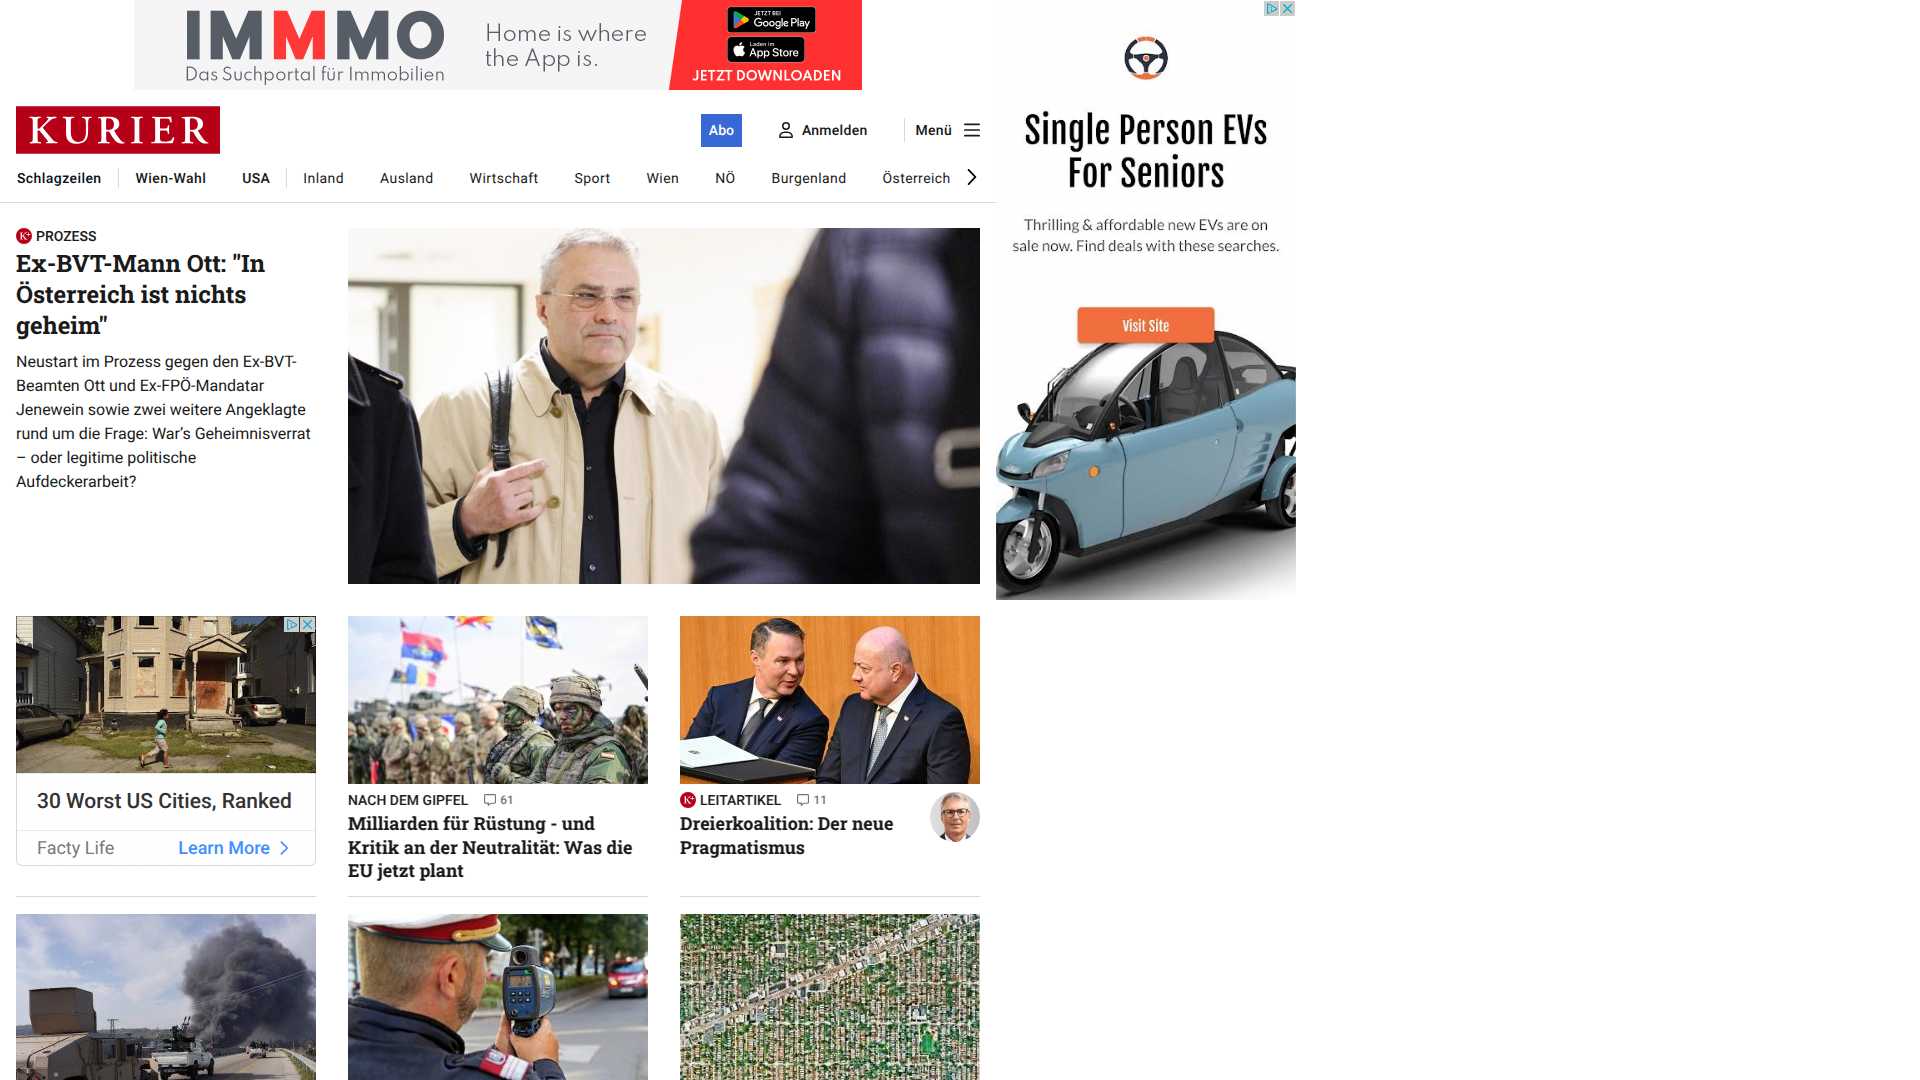 IMMMO
Das Suchportal für Immobilien
Home is where
the App is.
JETZT BEI
Google Play
Laden im
App Store
JETZT DOWNLOADEN
KURIER
Abo
Anmelden
Menü
Schlagzeilen
Wien-Wahl
USA
Inland
Ausland
Wirtschaft
Sport
Wien
NÖ
Burgenland
Österreich
K+ PROZESS
Ex-BVT-Mann Ott: "In
Österreich ist nichts
geheim"
Neustart im Prozess gegen den Ex-BVT-
Beamten Ott und Ex-FPÖ-Mandatar
Jenewein sowie zwei weitere Angeklagte
rund um die Frage: War's Geheimnisverrat
– oder legitime politische
Aufdeckerarbeit?
Single Person EVs
For Seniors
Thrilling & affordable new EVs are on
sale now. Find deals with these searches.
Visit Site
30 Worst US Cities, Ranked
Facty Life
Learn More
NACH DEM GIPFEL 61
Milliarden für Rüstung - und
Kritik an der Neutralität: Was die
EU jetzt plant
K+ LEITARTIKEL 11
Dreierkoalition: Der neue
Pragmatismus